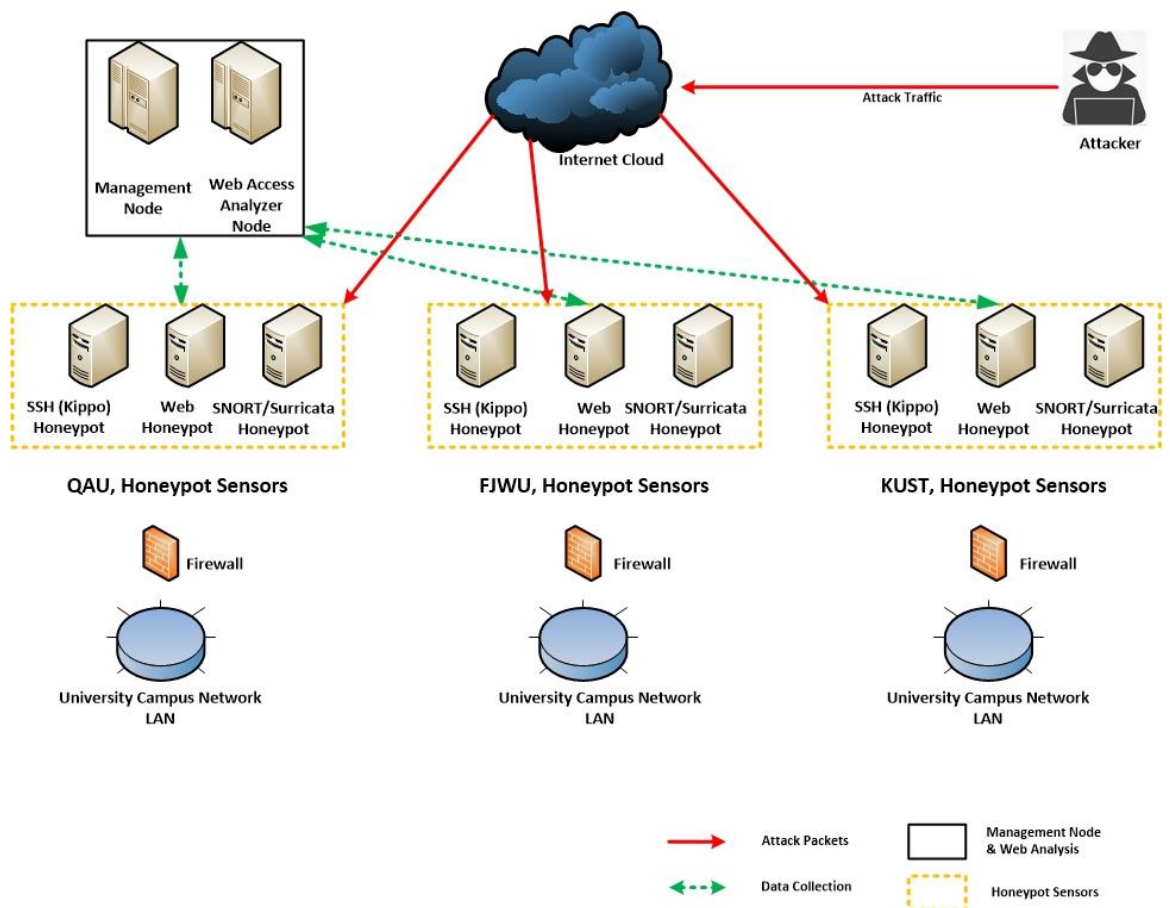 Attack Traffic
Attacker
Internet Cloud
Management
Node
Web Access
Analyzer
Node
SSH (Kippo)
Honeypot
Web
Honeypot
SNORT/Surricata
Honeypot
SSH (Kippo)
Honeypot
Web
Honeypot
SNORT/Surricata
Honeypot
SSH (Kippo)
Honeypot
Web
Honeypot
SNORT/Surricata
Honeypot
QAU, Honeypot Sensors
FJWU, Honeypot Sensors
KUST, Honeypot Sensors
Firewall
Firewall
Firewall
University Campus Network
LAN
University Campus Network
LAN
University Campus Network
LAN
Attack Packets
Management Node
& Web Analysis
Data Collection
Honeypot Sensors